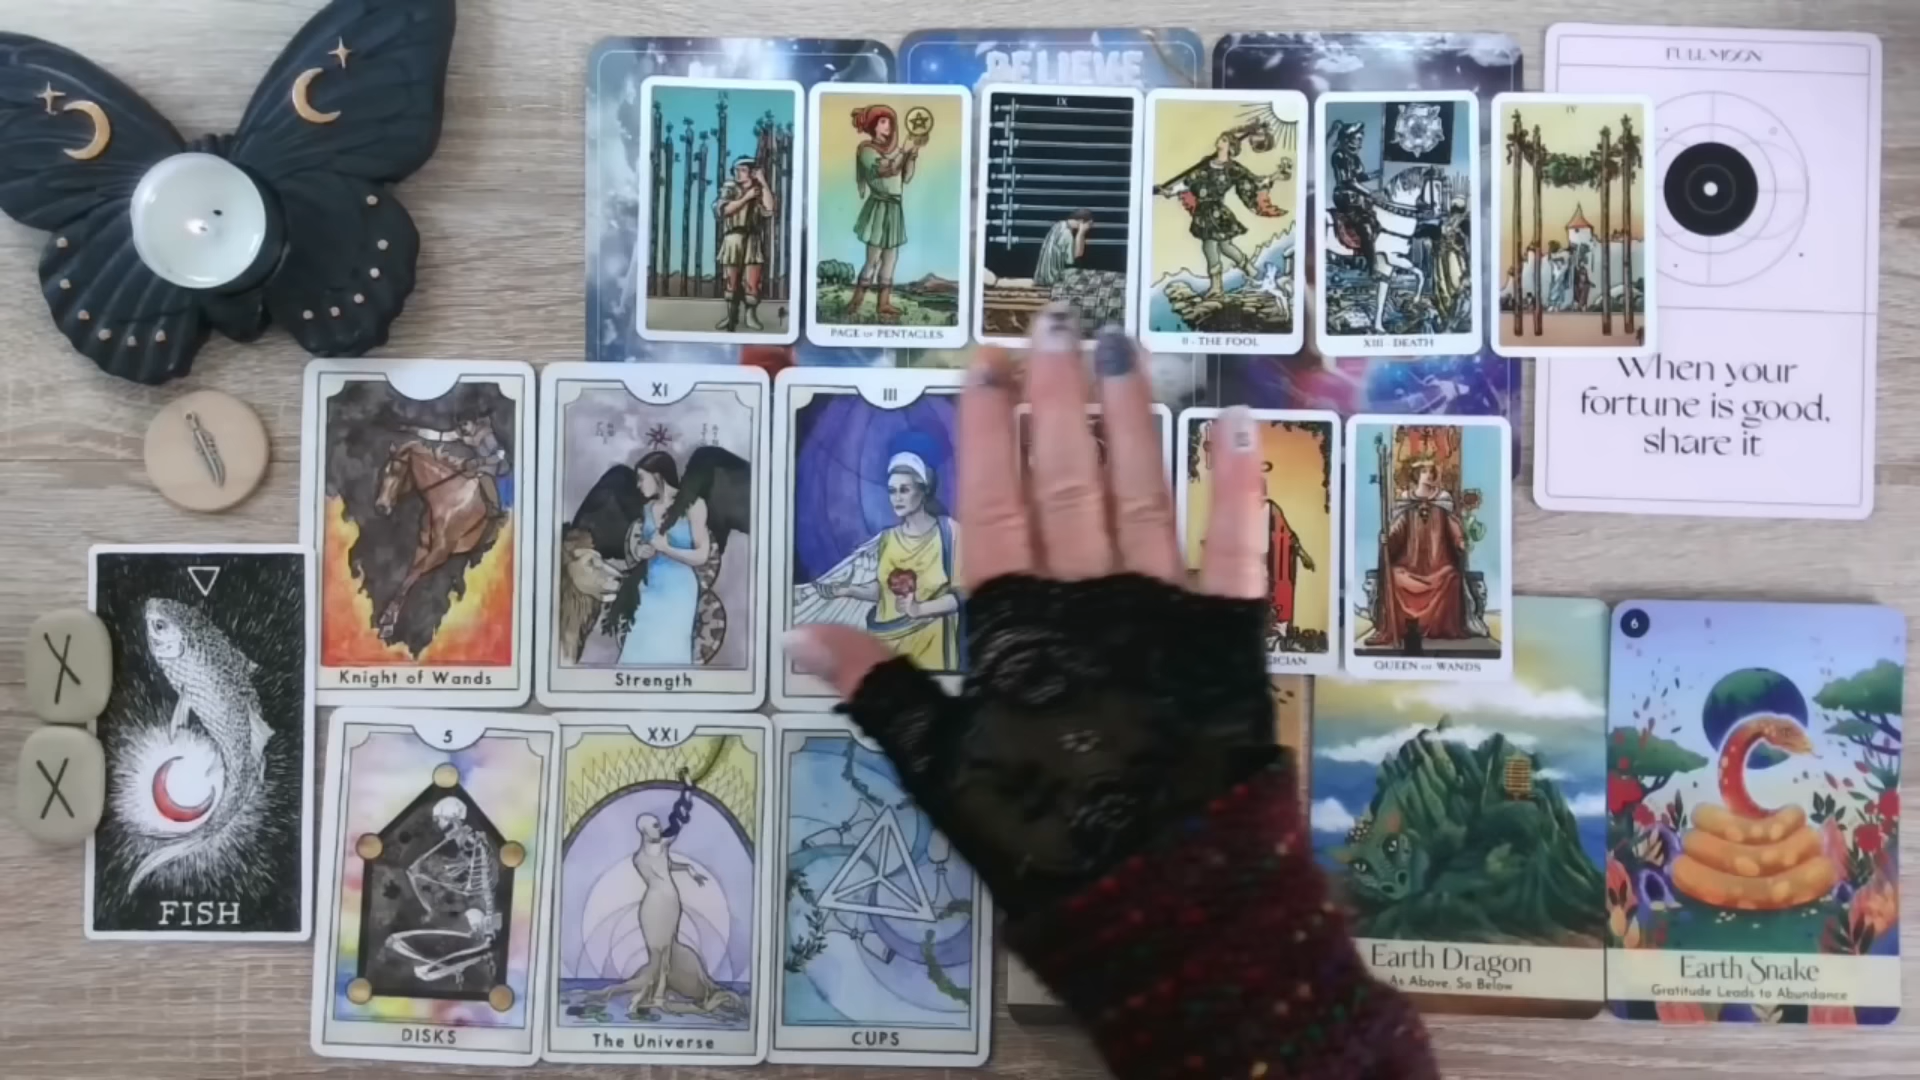 BELIEVE
FULL MOON
IX
IV
PAGE OF PENTACLES
II - THE FOOL
XIII - DEATH
When your
fortune is good,
share it
XI
III
Knight of Wands
Strength
GICIAN
QUEEN OF WANDS
6
FISH
5
XXI
DISKS
The Universe
CUPS
Earth Dragon
As Above, So Below
Earth Snake
Gratitude Leads to Abundance